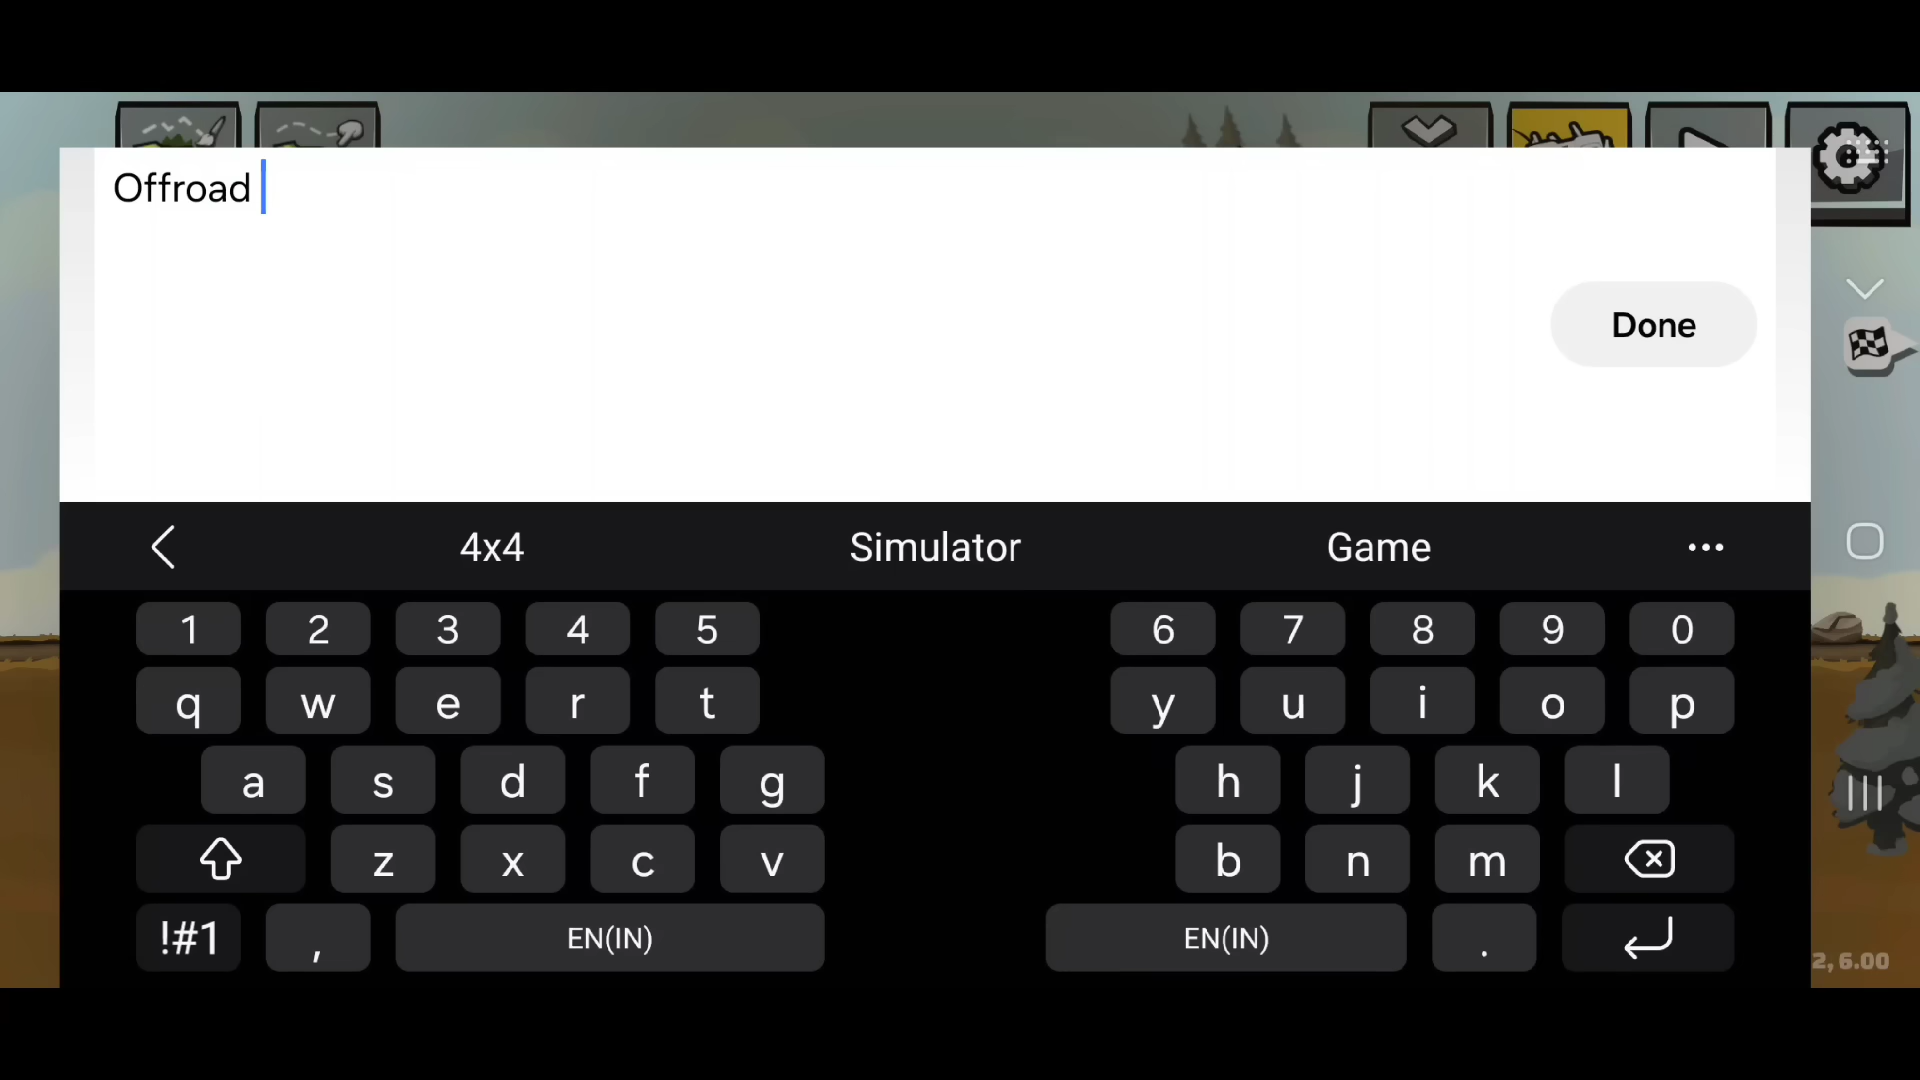 Offroad
Done
4x4 Simulator Game
1 2 3 4 5 6 7 8 9 0
q w e r t y u i o p
a s d f g h j k l
z x c v b n m
!#1 , EN(IN) EN(IN) .
2, 6.00